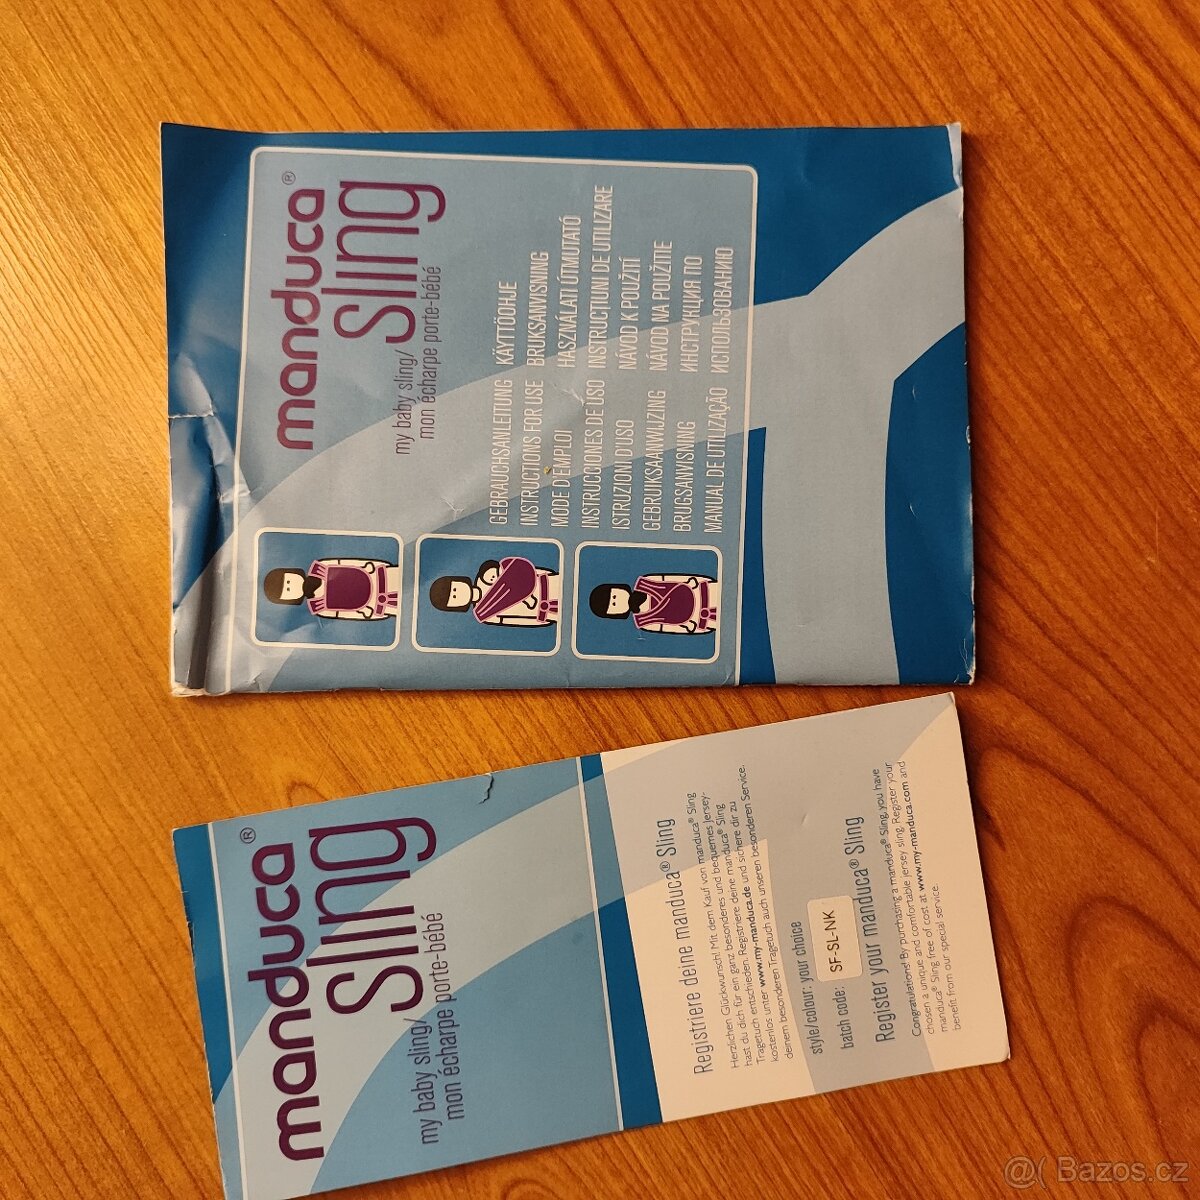 manduca®
Sling
my baby sling/
mon écharpe porte-bébé
GEBRAUCHSANLEITUNG
INSTRUCTIONS FOR USE
MODE D'EMPLOI
INSTRUCCIONES DE USO
ISTRUZIONI D'USO
GEBRUIKSAANWIJZING
BRUGSANVISNING
MANUAL DE UTILIZAÇÃO
KÄYTTÖOHJE
BRUKSANVISNING
HASZNÁLATI ÚTMUTATÓ
INSTRUCȚIUNI DE UTILIZARE
NÁVOD K POUŽITÍ
NÁVOD NA POUŽITIE
ИНСТРУКЦИЯ ПО
ИСПОЛЬЗОВАНИЮ
manduca®
Sling
my baby sling/
mon écharpe porte-bébé
Registriere deine manduca® Sling
Herzlichen Glückwunsch! Mit dem Kauf von manduca® Sling
hast du dich für ein ganz besonderes und bequemes Jersey-
Tragetuch entschieden. Registriere deine manduca® Sling
kostenlos unter www.my-manduca.de und sichere dir zu
deinem besonderen Tragetuch auch unseren besonderen Service.
style/colour: your choice
batch code: SF-SL-NK
Register your manduca® Sling
Congratulations! By purchasing a manduca® Sling, you have
chosen a unique and comfortable jersey sling. Register your
manduca® Sling free of cost at www.my-manduca.com and
benefit from our special service.
@( Bazos.cz